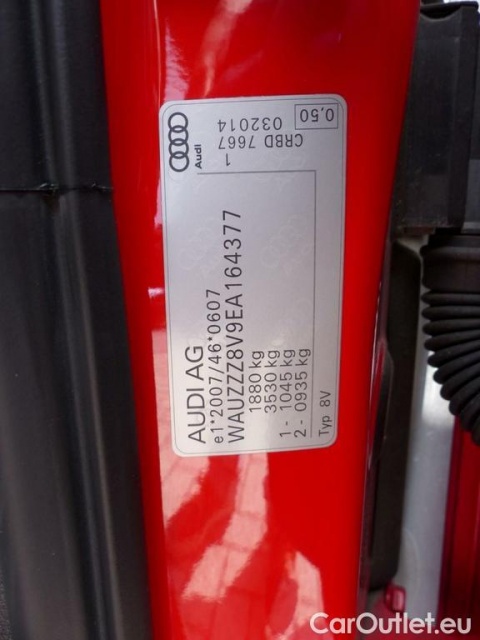 AUDI AG
e1*2007/46*0607
WAUZZZ8V9EA164377
1880 kg
3530 kg
1 - 1045 kg
2 - 0935 kg
Typ 8V
Audi
1
CRBD 7667
032014
0,50
CarOutlet.eu